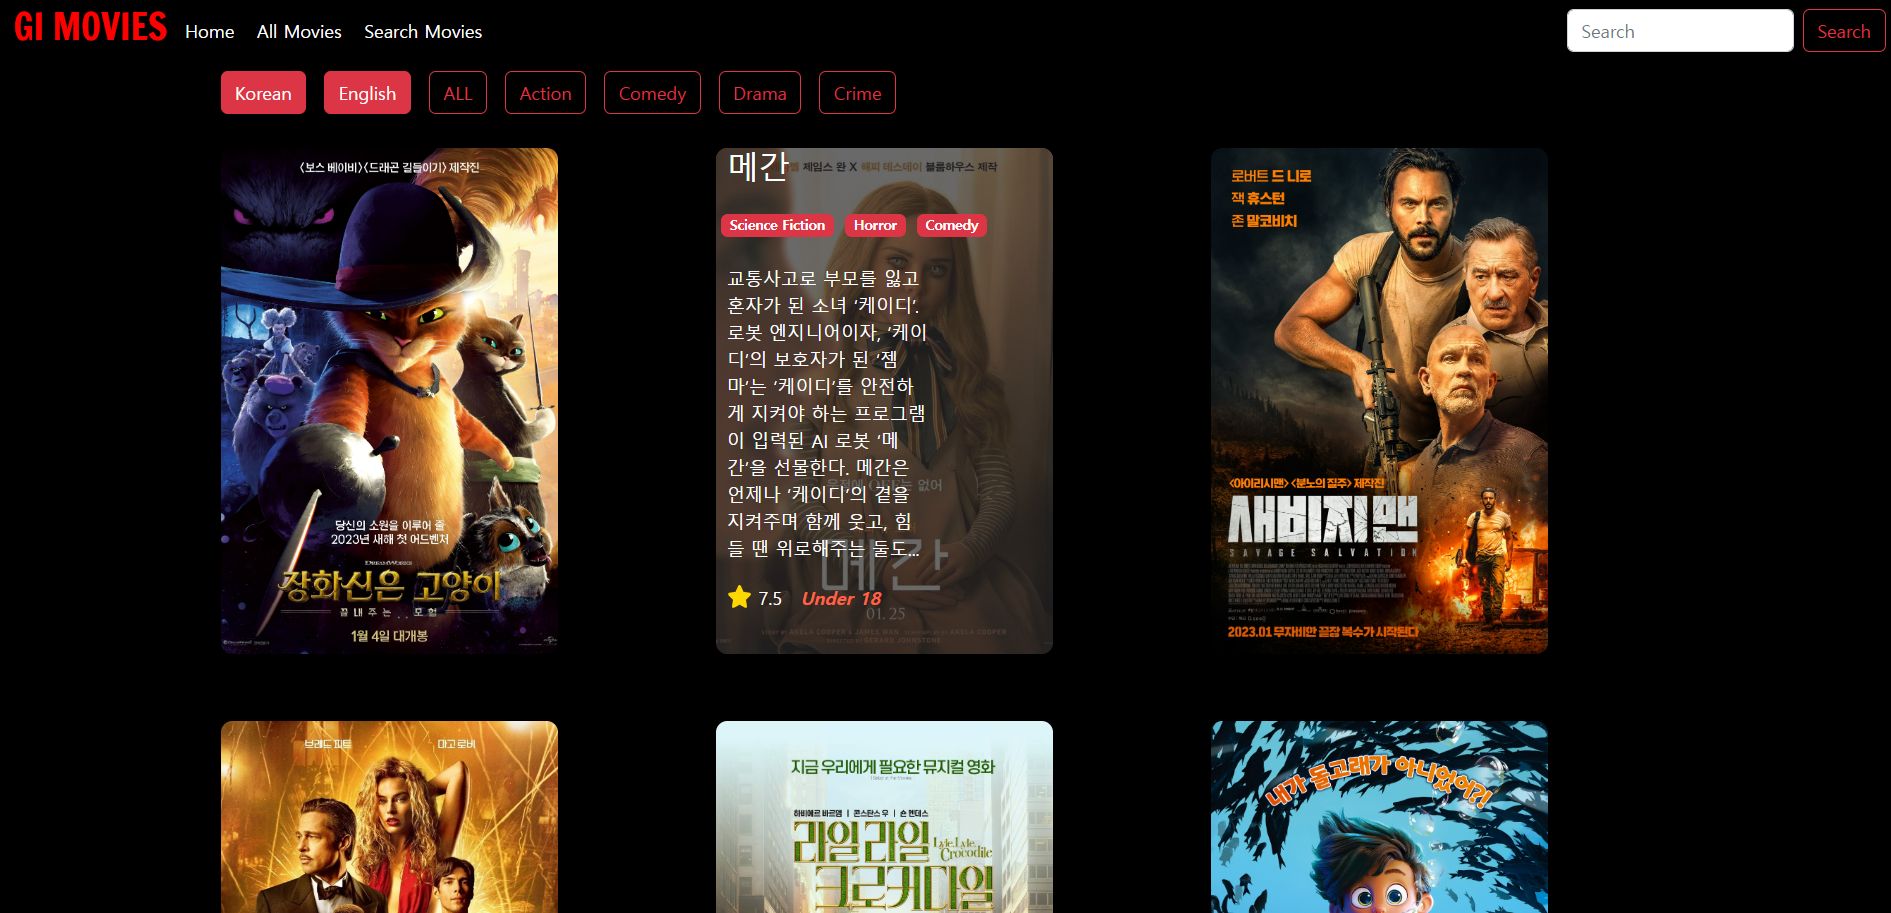 GI MOVIES
Home
All Movies
Search Movies
Search
Search
Korean
English
ALL
Action
Comedy
Drama
Crime
<보스 베이비><드래곤 길들이기> 제작진
당신의 소원을 이루어 줄
2023년 새해 첫 어드벤처
DREAMWORKS
장화신은 고양이
끝내주는..모험
1월 4일 대개봉
메간
제임스 완 X 해피 데스데이 블룸하우스 제작
Science Fiction
Horror
Comedy
교통사고로 부모를 잃고
혼자가 된 소녀 ‘케이디’.
로봇 엔지니어이자, ‘케이
디’의 보호자가 된 ‘젬
마’는 ‘케이디’를 안전하
게 지켜야 하는 프로그램
이 입력된 AI 로봇 ‘메
간’을 선물한다. 메간은
언제나 ‘케이디’의 곁을
지켜주며 함께 웃고, 힘
들 땐 위로해주는 둘도...
7.5
Under 18
메간
01.25
로버트 드 니로
잭 휴스턴
존 말코비치
<아이리시맨> <분노의 질주> 제작진
새비지맨
SAVAGE SALVATION
2023.01 무자비한 끝장 복수가 시작된다
브래드 피트
마고 로비
지금 우리에게 필요한 뮤지컬 영화
하비에르 바르뎀 | 콘스탄스 우 | 숀 멘데스
라일 라일
Lyle, Lyle,
Crocodile
크로커다일
내가 돌고래가 아니었어?!